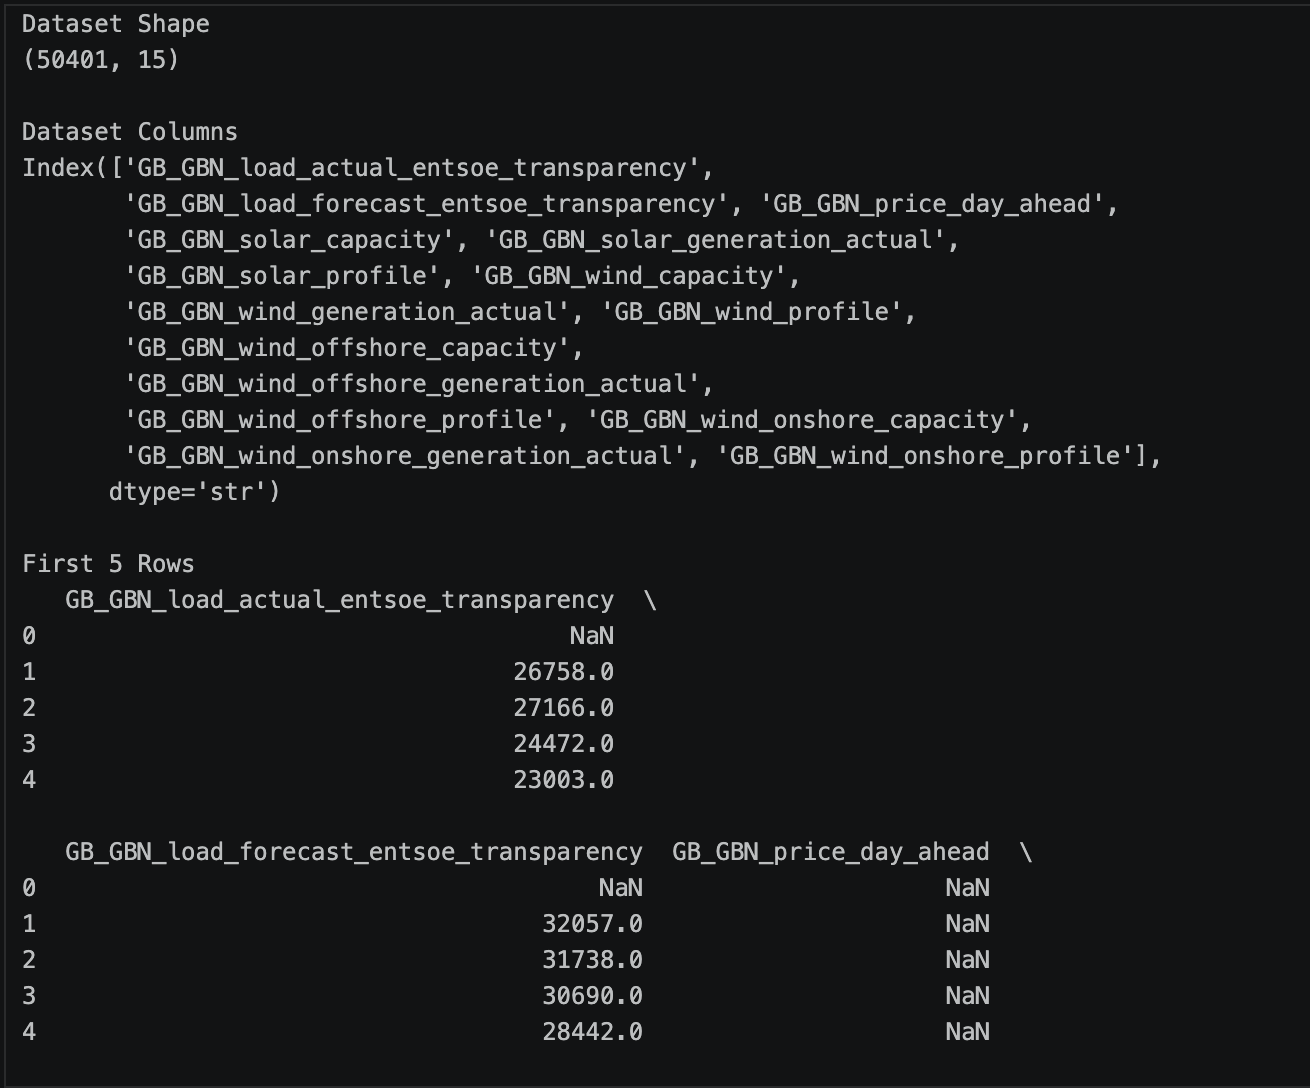 Dataset Shape
(50401, 15)
Dataset Columns
Index(['GB_GBN_load_actual_entsoe_transparency',
       'GB_GBN_load_forecast_entsoe_transparency', 'GB_GBN_price_day_ahead',
       'GB_GBN_solar_capacity', 'GB_GBN_solar_generation_actual',
       'GB_GBN_solar_profile', 'GB_GBN_wind_capacity',
       'GB_GBN_wind_generation_actual', 'GB_GBN_wind_profile',
       'GB_GBN_wind_offshore_capacity',
       'GB_GBN_wind_offshore_generation_actual',
       'GB_GBN_wind_offshore_profile', 'GB_GBN_wind_onshore_capacity',
       'GB_GBN_wind_onshore_generation_actual', 'GB_GBN_wind_onshore_profile'],
      dtype='str')
First 5 Rows
   GB_GBN_load_actual_entsoe_transparency  \
0                                     NaN
1                                 26758.0
2                                 27166.0
3                                 24472.0
4                                 23003.0
   GB_GBN_load_forecast_entsoe_transparency  GB_GBN_price_day_ahead  \
0                                       NaN                     NaN
1                                   32057.0                     NaN
2                                   31738.0                     NaN
3                                   30690.0                     NaN
4                                   28442.0                     NaN